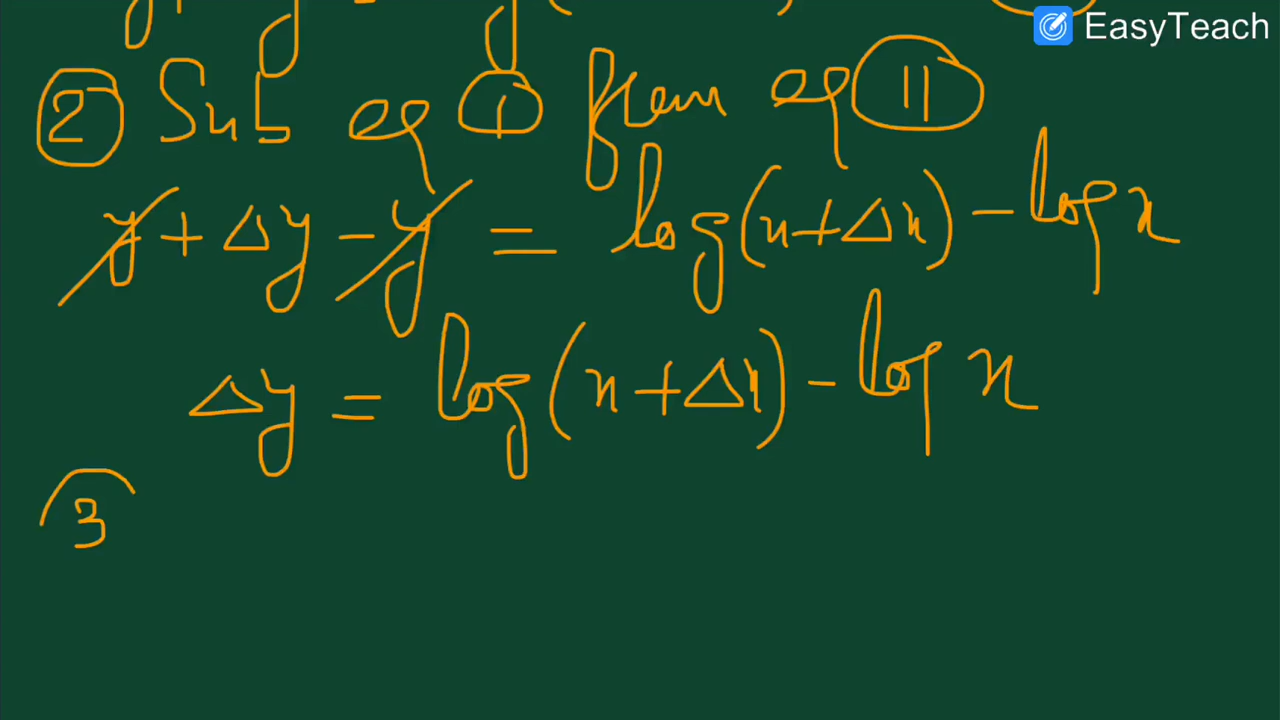 EasyTeach
② Sub eq ① from eq ⑪
y + Δy - y = log(x+Δx) - log x
Δy = log(x+Δx) - log x
3